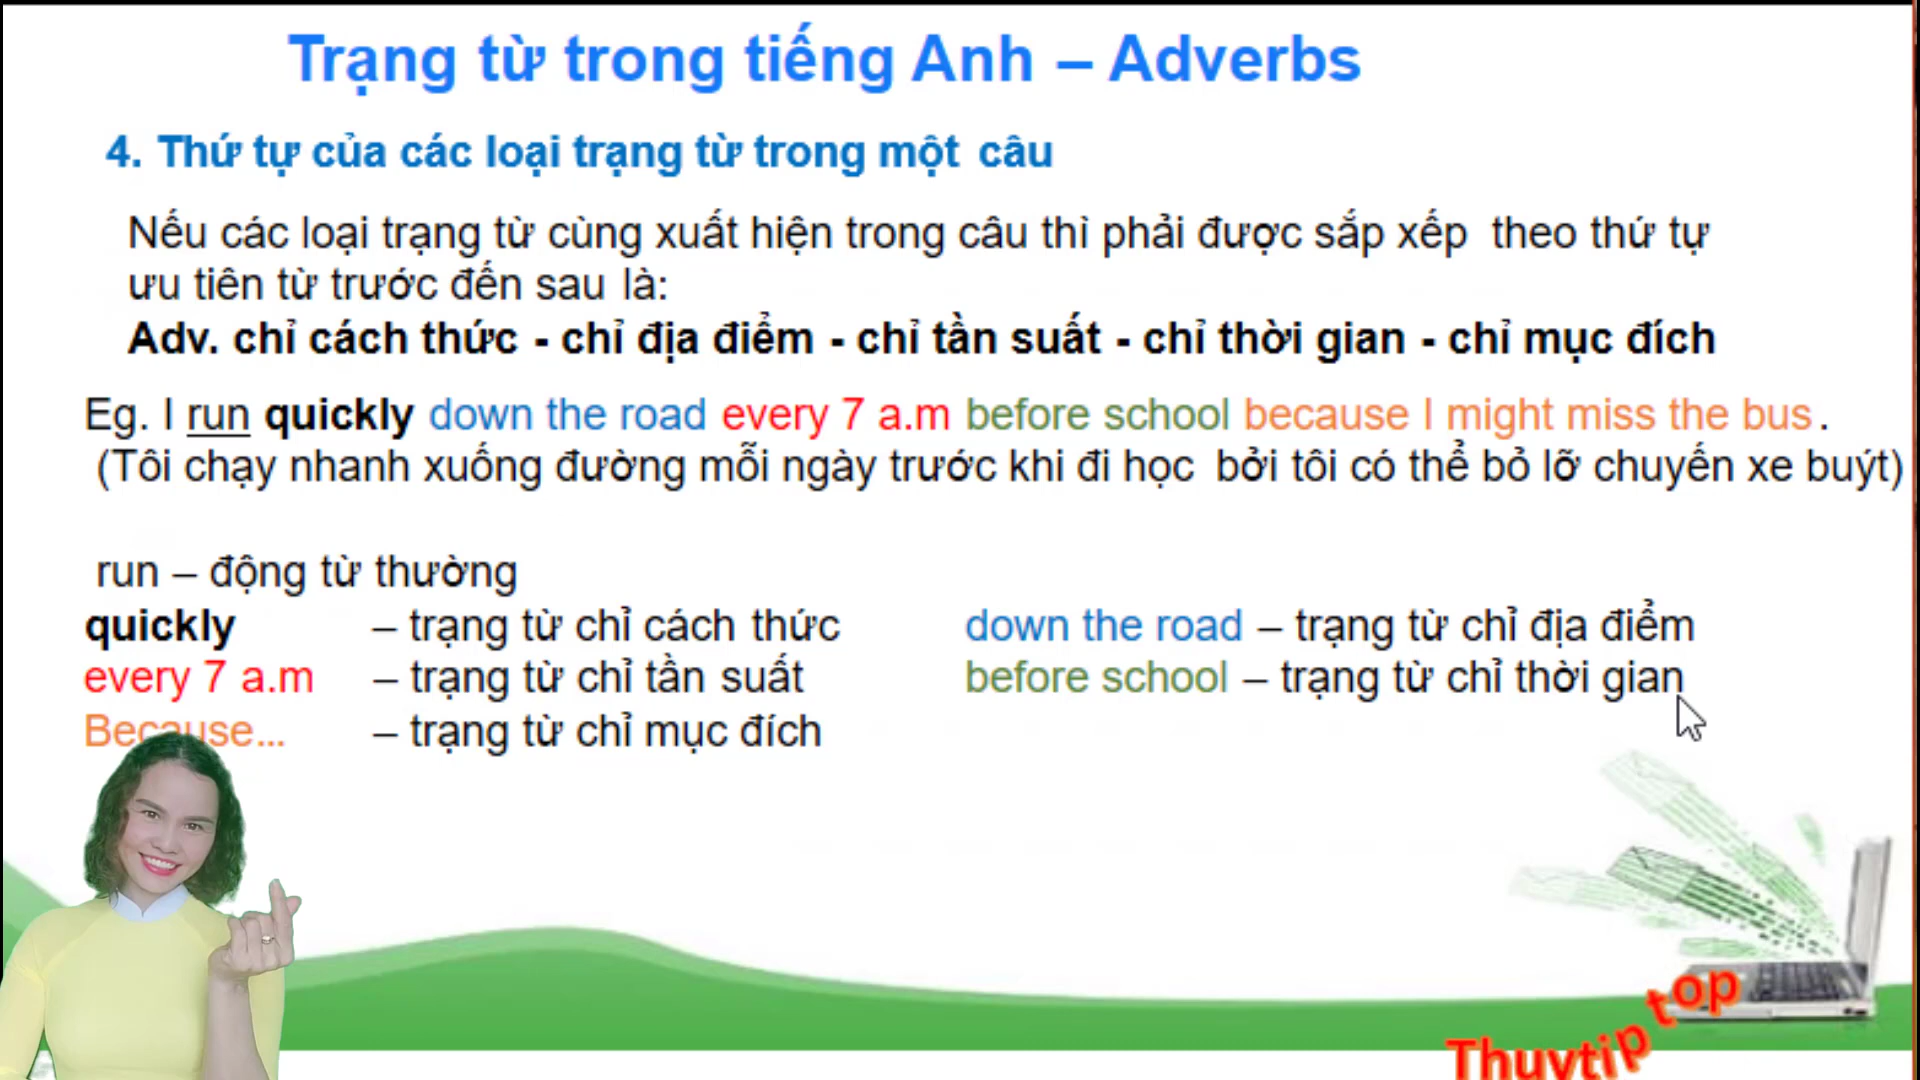 Trạng từ trong tiếng Anh – Adverbs
4. Thứ tự của các loại trạng từ trong một câu
Nếu các loại trạng từ cùng xuất hiện trong câu thì phải được sắp xếp theo thứ tự
ưu tiên từ trước đến sau là:
Adv. chỉ cách thức - chỉ địa điểm - chỉ tần suất - chỉ thời gian - chỉ mục đích
Eg. I run quickly down the road every 7 a.m before school because I might miss the bus.
(Tôi chạy nhanh xuống đường mỗi ngày trước khi đi học bởi tôi có thể bỏ lỡ chuyến xe buýt)
run – động từ thường
quickly – trạng từ chỉ cách thức down the road – trạng từ chỉ địa điểm
every 7 a.m – trạng từ chỉ tần suất before school – trạng từ chỉ thời gian
Because... – trạng từ chỉ mục đích
Thuytip top